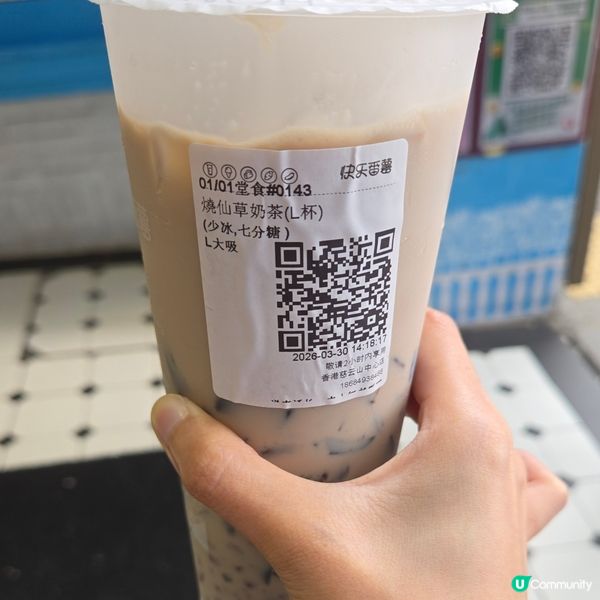 快乐番薯
01/01堂食#0143
燒仙草奶茶(L杯)
(少冰,七分糖)
L大吸
2026-03-30 14:18:17
敬请2小时内享用
香港慈云山中心店
U Community